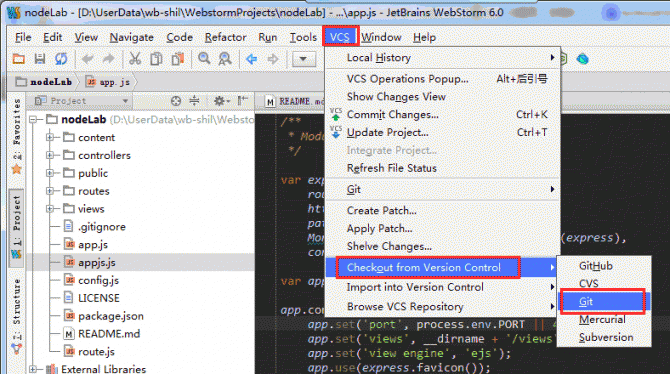 nodeLab - [D:\UserData\wb-shil\WebstormProjects\nodeLab] - ...\app.js - JetBrains WebStorm 6.0
File Edit View Navigate Code Refactor Run Tools VCS Window Help
nodeLab app.js
Project
README.m
1: Project
Favorites
Z: Structure
nodeLab (D:\UserData\wb-shil\Webstorm
content
controllers
public
routes
views
.gitignore
app.js
appjs.js
config.js
LICENSE
package.json
README.md
route.js
External Libraries
/**
* Modu
*/
var expr
rou
htt
pat
Mon
(express),
con
var app
app.con
app.set('port', process.env.PORT ||
app.set('views', __dirname + '/views'
app.set('view engine', 'ejs');
app.use(express.favicon());
Local History
VCS Operations Popup... Alt+后引号
Show Changes View
Commit Changes... Ctrl+K
Update Project... Ctrl+T
Integrate Project...
Refresh File Status
Git
Create Patch...
Apply Patch...
Shelve Changes...
Checkout from Version Control
Import into Version Control
Browse VCS Repository
GitHub
CVS
Git
Mercurial
Subversion